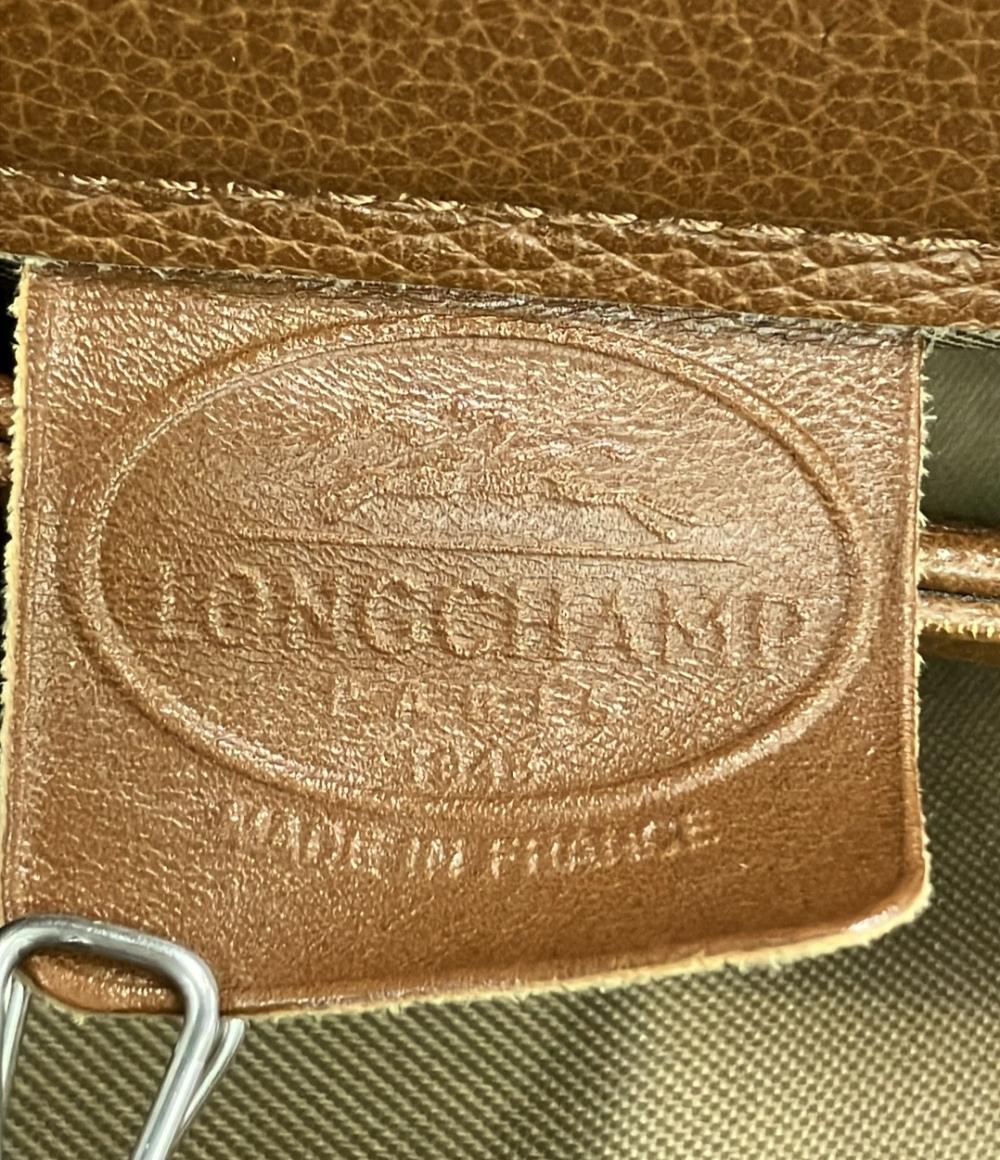 LONGCHAMP
PARIS
1948
MADE IN FRANCE